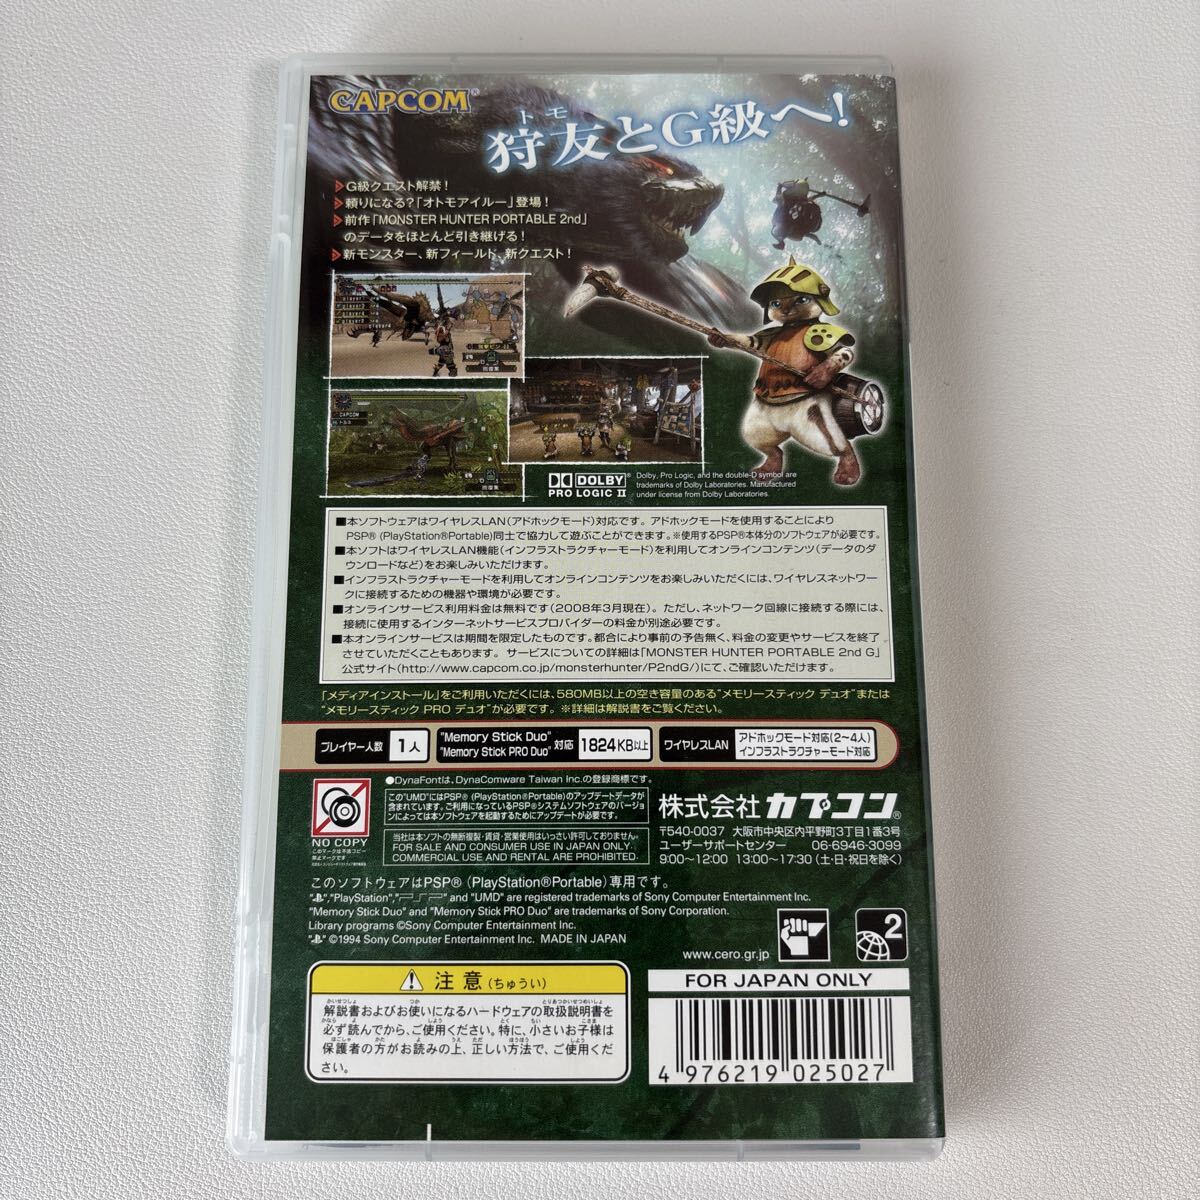 CAPCOM®
トモ
狩友とG級へ!
G級クエスト解禁!
頼りになる?「オトモアイルー」登場!
前作「MONSTER HUNTER PORTABLE 2nd」
のデータをほとんど引き継げる!
新モンスター、新フィールド、新クエスト!
CAPCOM
DOLBY®
PRO LOGIC II
Dolby, Pro Logic, and the double-D symbol are
trademarks of Dolby Laboratories. Manufactured
under license from Dolby Laboratories.
■本ソフトウェアはワイヤレスLAN(アドホックモード)対応です。アドホックモードを使用することにより
PSP®(PlayStation®Portable)同士で協力して遊ぶことができます。※使用するPSP®本体分のソフトウェアが必要です。
■本ソフトはワイヤレスLAN機能(インフラストラクチャーモード)を利用してオンラインコンテンツ(データのダ
ウンロードなど)をお楽しみいただけます。
■インフラストラクチャーモードを利用してオンラインコンテンツをお楽しみいただくには、ワイヤレスネットワー
クに接続するための機器や環境が必要です。
■オンラインサービス利用料金は無料です(2008年3月現在)。ただし、ネットワーク回線に接続する際には、
接続に使用するインターネットサービスプロバイダーの料金が別途必要です。
■本オンラインサービスは期間を限定したものです。都合により事前の予告無く、料金の変更やサービスを終了
させていただくこともあります。サービスについての詳細は「MONSTER HUNTER PORTABLE 2nd G」
公式サイト(http://www.capcom.co.jp/monsterhunter/P2ndG/)にて、ご確認いただけます。
「メディアインストール」をご利用いただくには、580MB以上の空き容量のある"メモリースティック デュオ"または
"メモリースティック PRO デュオ"が必要です。※詳細は解説書をご覧ください。
プレイヤー人数 1人
"Memory Stick Duo"
"Memory Stick PRO Duo" 対応 1824KB以上
ワイヤレスLAN アドホックモード対応(2~4人)
インフラストラクチャーモード対応
●DynaFontは、DynaComware Taiwan Inc.の登録商標です。
この"UMD"にはPSP®(PlayStation®Portable)のアップデートデータが
含まれています。ご利用になっているPSP®システムソフトウェアのバージョ
ンによっては本ソフトウェアを起動するためにアップデートが必要です。
NO COPY
このマークは不法コピー
禁止マークです
当社は本ソフトの無断複製・賃貸・営業使用はいっさい許可しておりません。
FOR SALE AND CONSUMER USE IN JAPAN ONLY.
COMMERCIAL USE AND RENTAL ARE PROHIBITED.
株式会社カプコン®
〒540-0037 大阪市中央区内平野町3丁目1番3号
ユーザーサポートセンター 06-6946-3099
9:00~12:00 13:00~17:30(土・日・祝日を除く)
このソフトウェアはPSP®(PlayStation®Portable)専用です。
" ","PlayStation","PSP" and "UMD" are registered trademarks of Sony Computer Entertainment Inc.
"Memory Stick Duo" and "Memory Stick PRO Duo" are trademarks of Sony Corporation.
Library programs ©Sony Computer Entertainment Inc.
" " ©1994 Sony Computer Entertainment Inc. MADE IN JAPAN
www.cero.gr.jp
2
注意(ちゅうい)
解説書およびお使いになるハードウェアの取扱説明書を
必ず読んでから、ご使用ください。特に、小さいお子様は
保護者の方がお読みの上、正しい方法で、ご使用くだ
さい。
FOR JAPAN ONLY
4 976219 025027